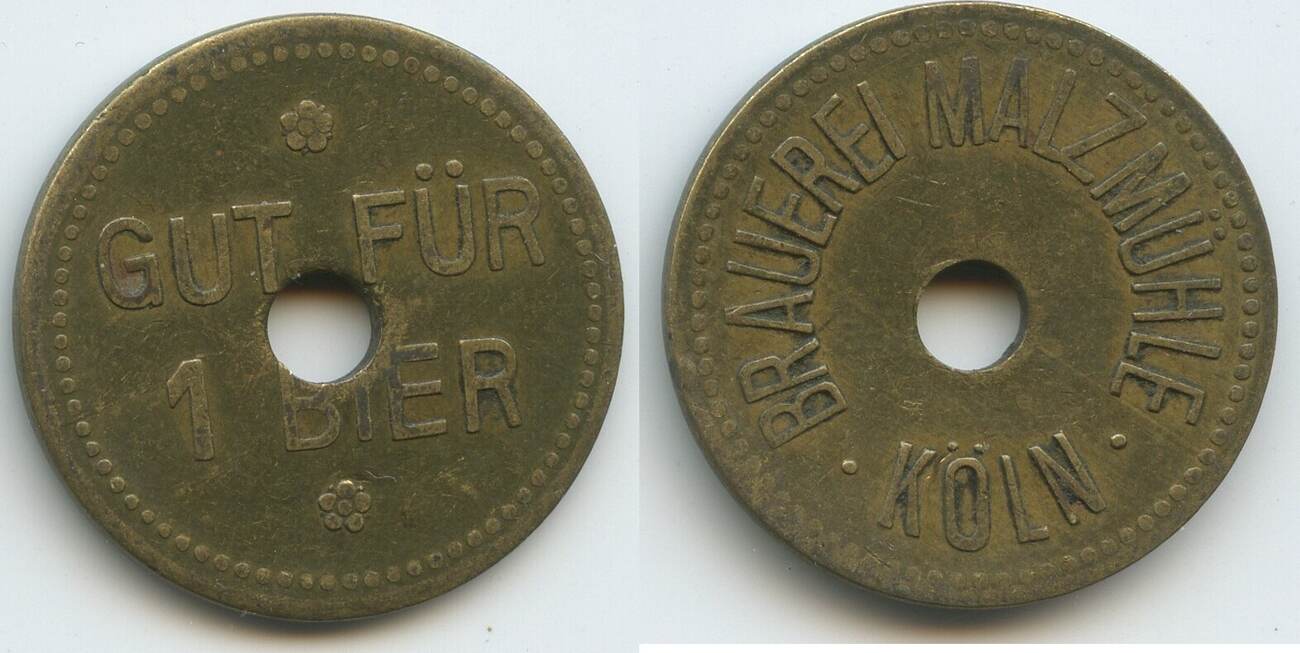 GUT FÜR
1 BIER
BRAUEREI MALZMÜHLE
· KÖLN ·